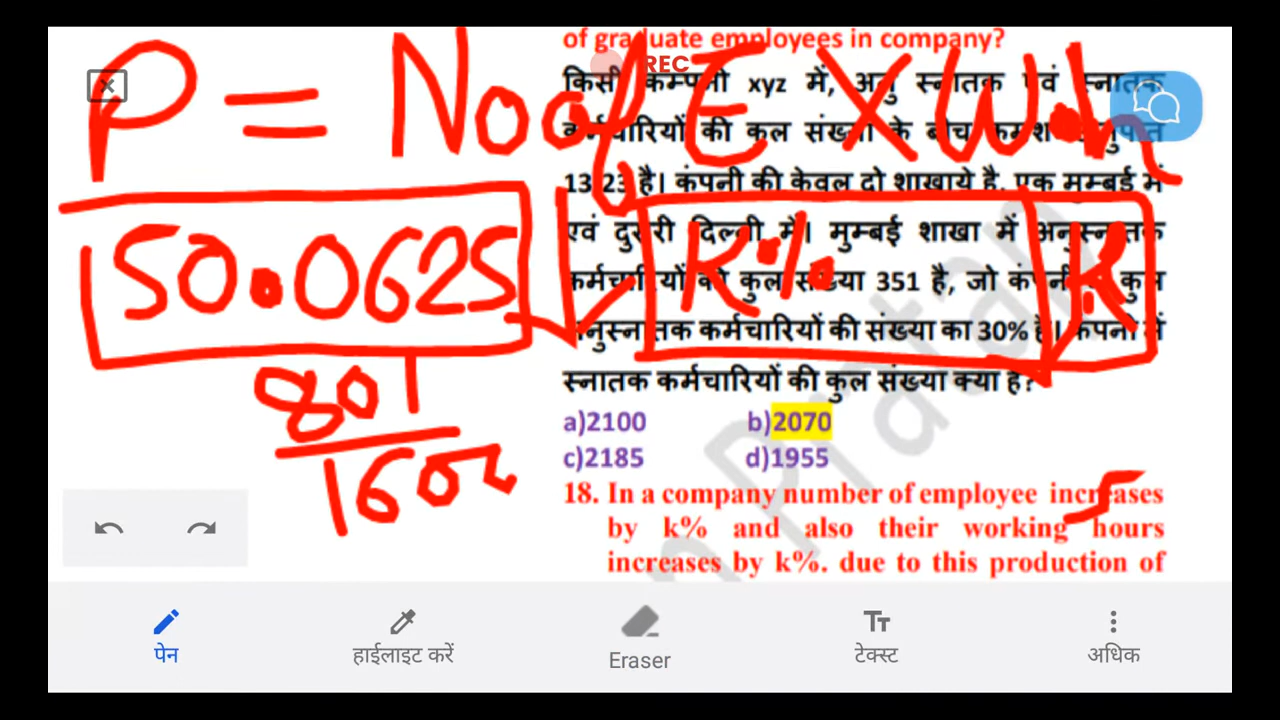 of graduate employees in company?
REC
P = No of E X W.h
किसी कम्पनी xyz में, अनु स्नातक एवं स्नातक
कर्मचारियों की कुल संख्या के बीच क्रमश अनुपात
13:23 है। कंपनी की केवल दो शाखाये है, एक मुम्बई में
एवं दुसरी दिल्ली में। मुम्बई शाखा में अनुस्नातक
कर्मचारियों की कुल संख्या 351 है, जो कंपनी के कुल
अनुस्नातक कर्मचारियों की संख्या का 30% है। कंपनी में
स्नातक कर्मचारियों की कुल संख्या क्या है?
50.0625
K%
K
801
1600
a)2100 b)2070
c)2185 d)1955
18. In a company number of employee increases
by k% and also their working hours
increases by k%. due to this production of
पेन
हाईलाइट करें
Eraser
टेक्स्ट
अधिक